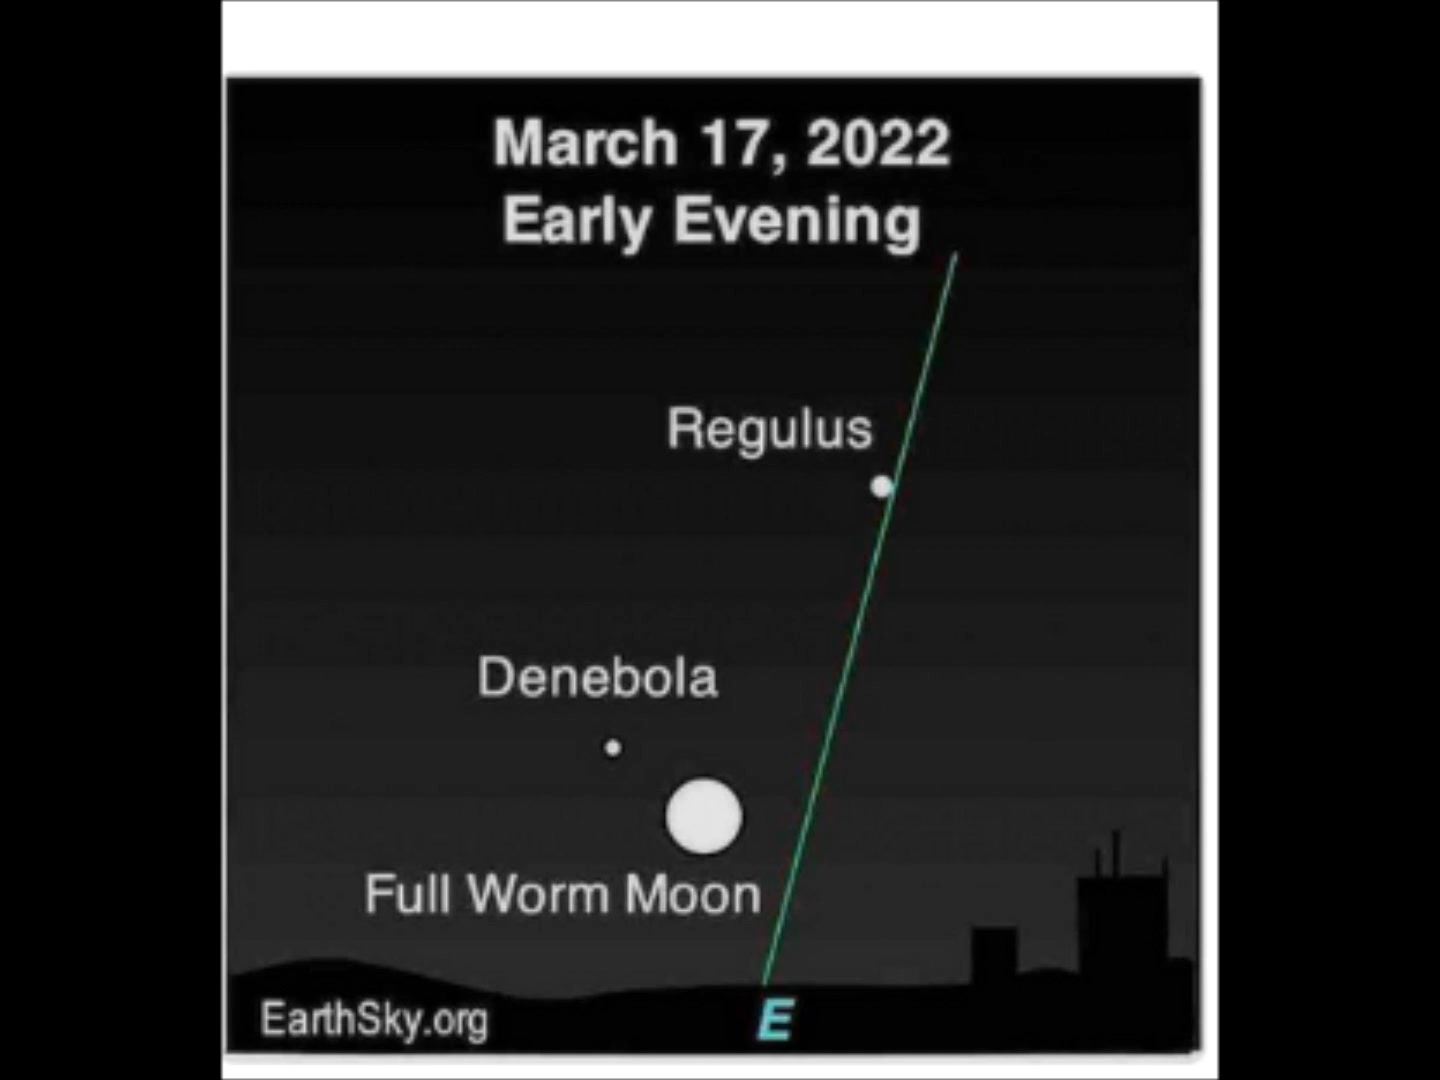 March 17, 2022
Early Evening
Regulus
Denebola
Full Worm Moon
EarthSky.org
E